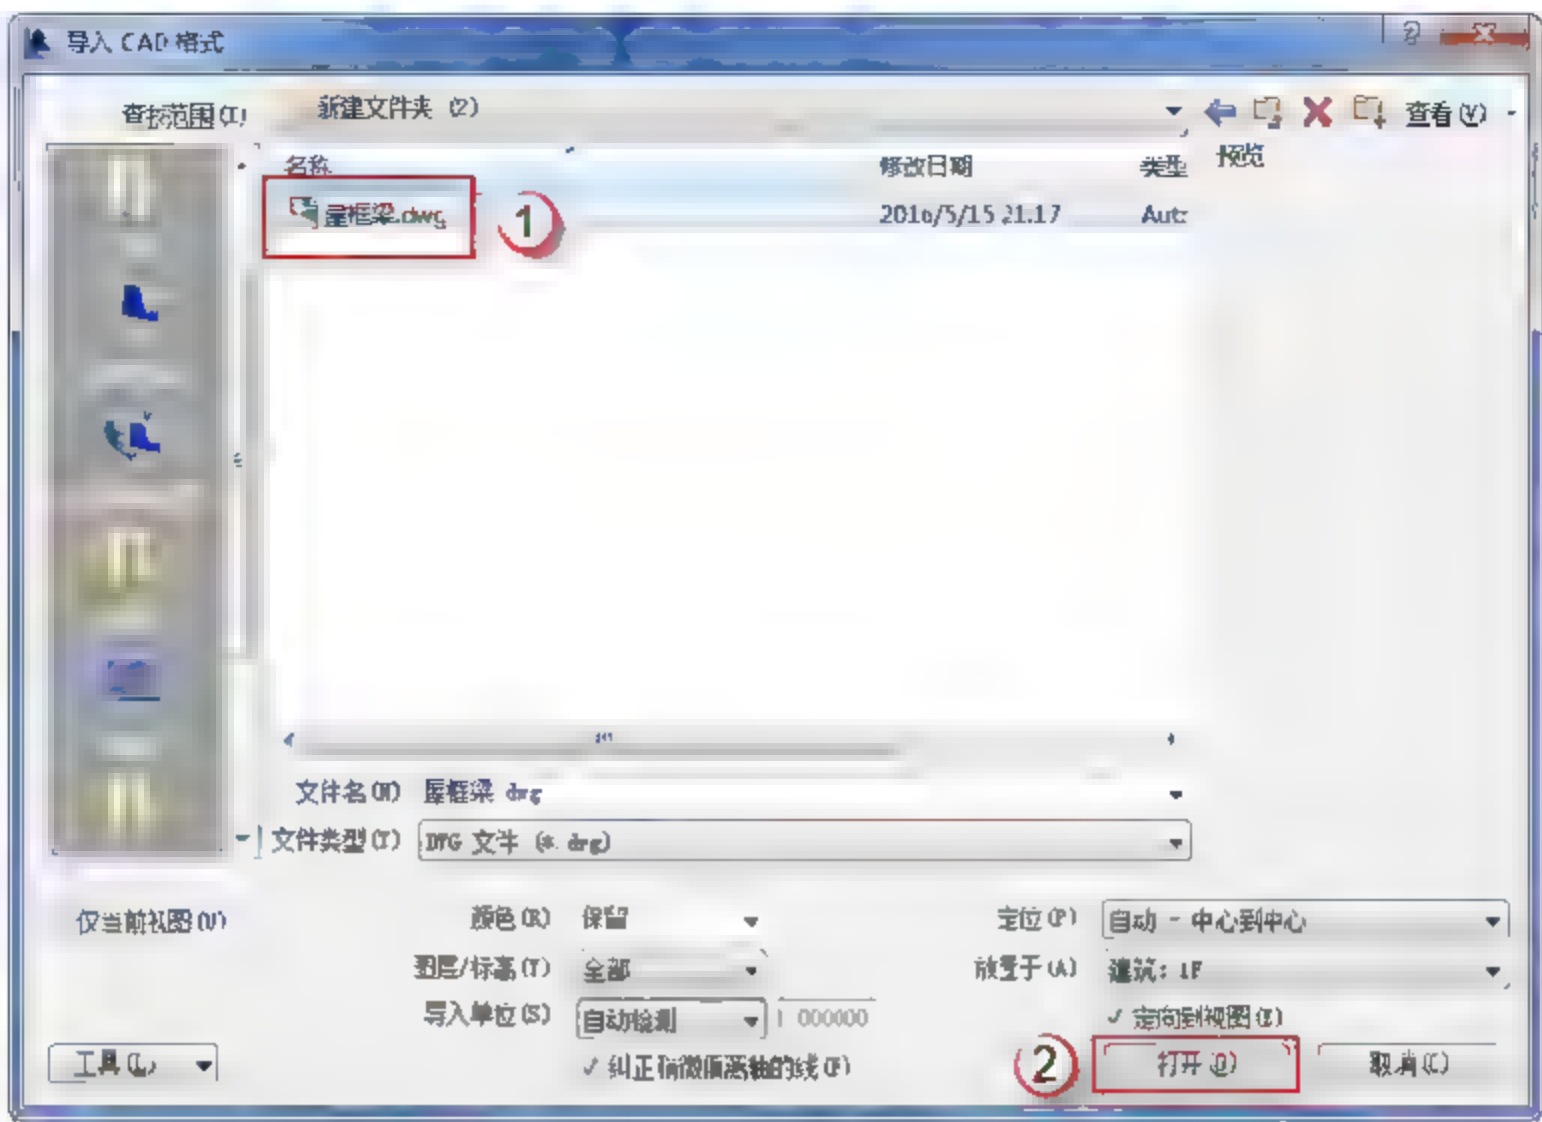 导入 CAD 格式
查找范围(I)
新建文件夹 (2)
查看(V)
名称
修改日期
类型
预览
屋框梁.dwg
1
2016/5/15 21:17
Aut
文件名(N)
屋框梁.dwg
文件类型(T)
DWG 文件 (*.dwg)
仅当前视图(U)
颜色(R)
保留
定位(P)
自动 - 中心到中心
图层/标高(Y)
全部
放置于(A)
建筑: 1F
导入单位(S)
自动检测
1.000000
定向到视图(E)
工具(L)
纠正稍微偏离轴的线(F)
2
打开(O)
取消(C)